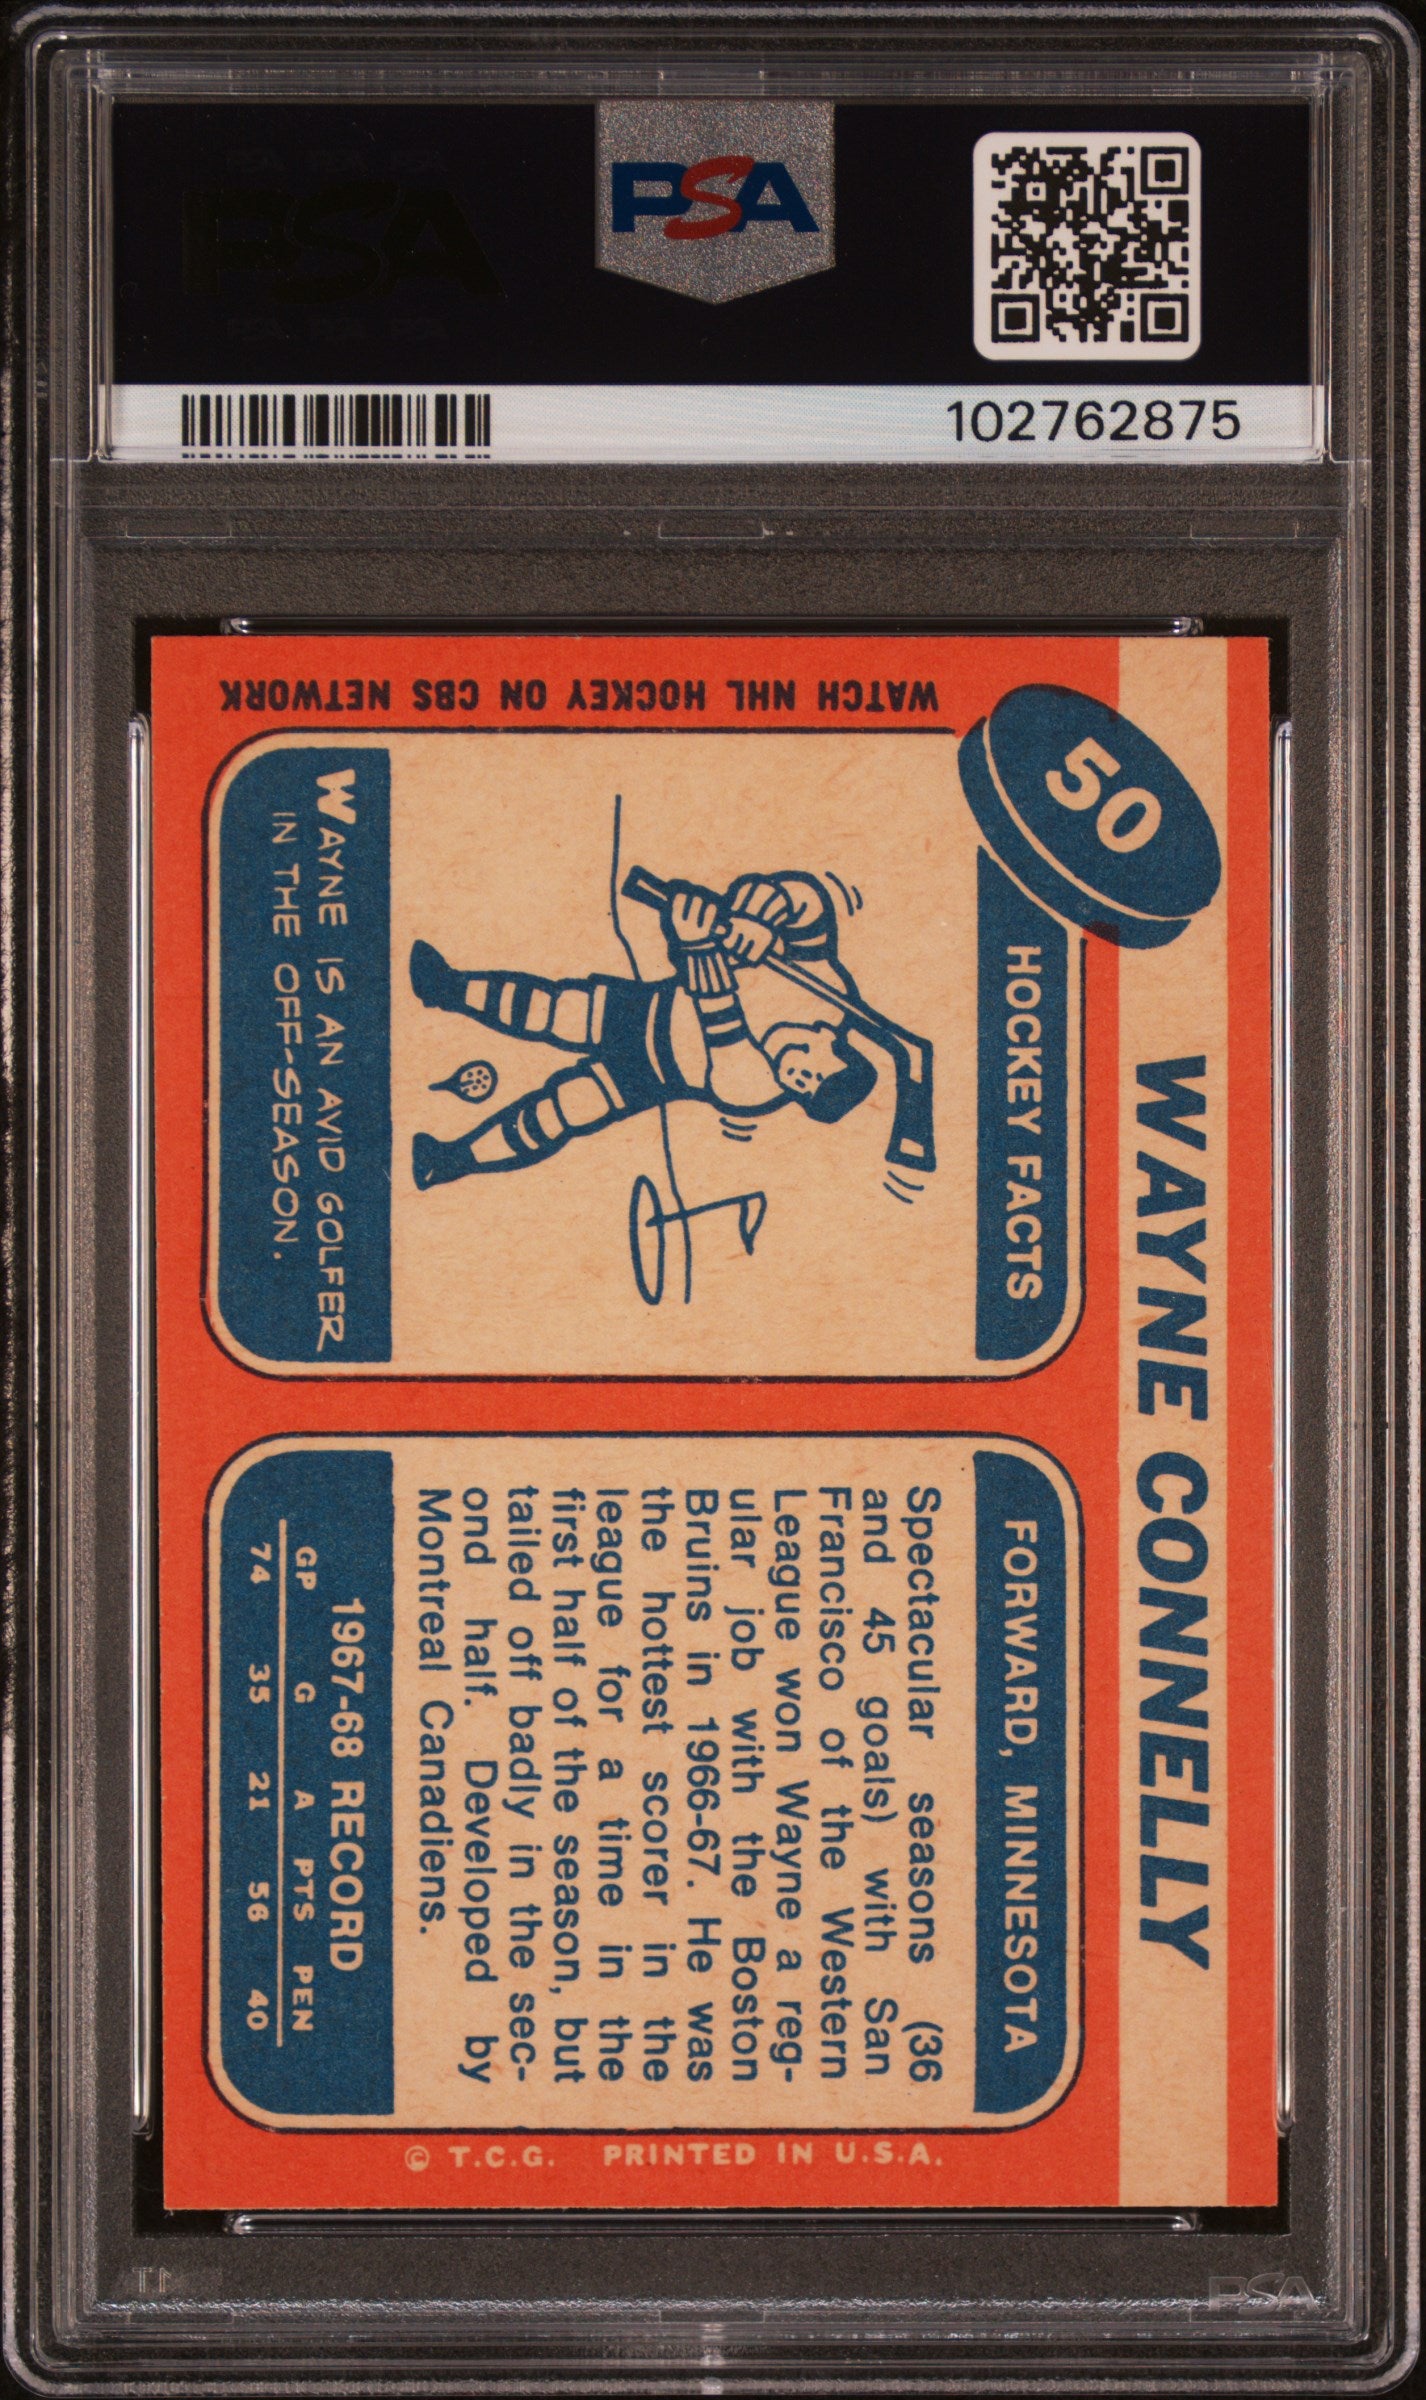 PSA
102762875
WATCH NHL HOCKEY ON CBS NETWORK
50
WAYNE CONNELLY
HOCKEY FACTS
WAYNE IS AN AVID GOLFER
IN THE OFF-SEASON.
FORWARD, MINNESOTA
Spectacular seasons (36
and 45 goals) with San
Francisco of the Western
League won Wayne a reg-
ular job with the Boston
Bruins in 1966-67. He was
the hottest scorer in the
league for a time in the
first half of the season, but
tailed off badly in the sec-
ond half. Developed by
Montreal Canadiens.
1967-68 RECORD
GP G A PTS PEN
74 35 21 56 40
© T.C.G. PRINTED IN U.S.A.
PSA